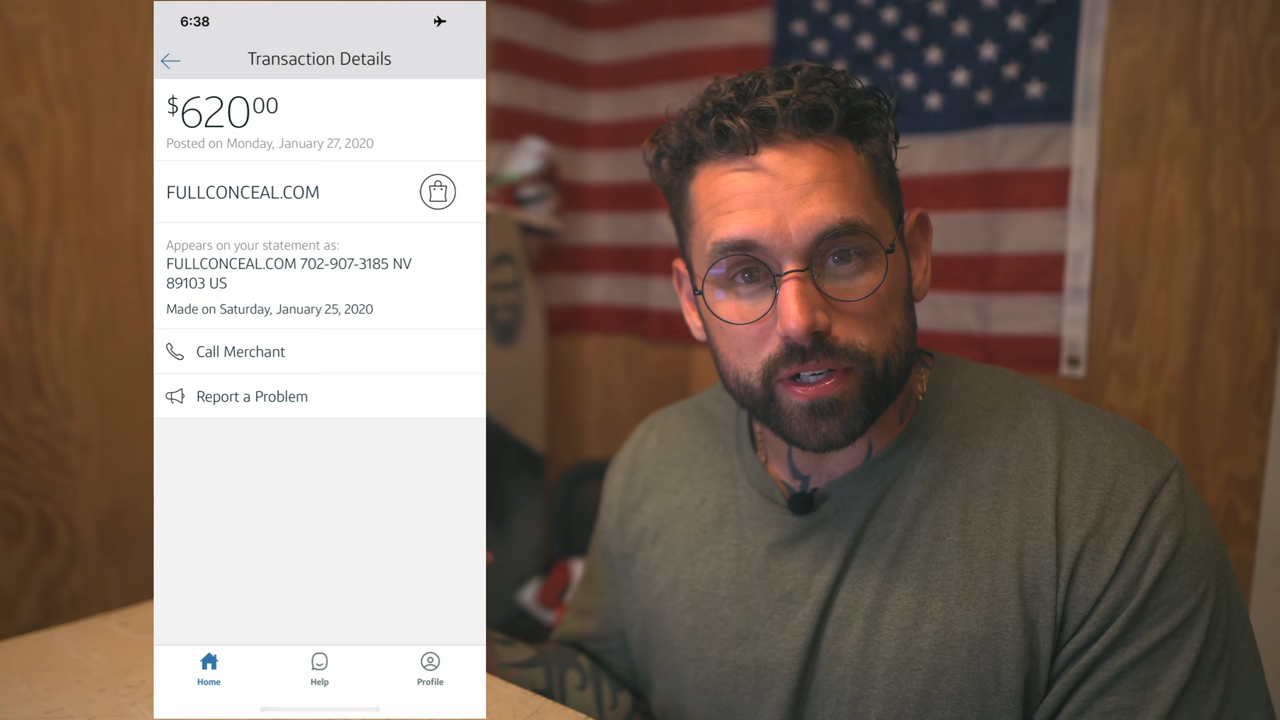 6:38
Transaction Details
$620 00
Posted on Monday, January 27, 2020
FULLCONCEAL.COM
Appears on your statement as:
FULLCONCEAL.COM 702-907-3185 NV
89103 US
Made on Saturday, January 25, 2020
Call Merchant
Report a Problem
Home Help Profile